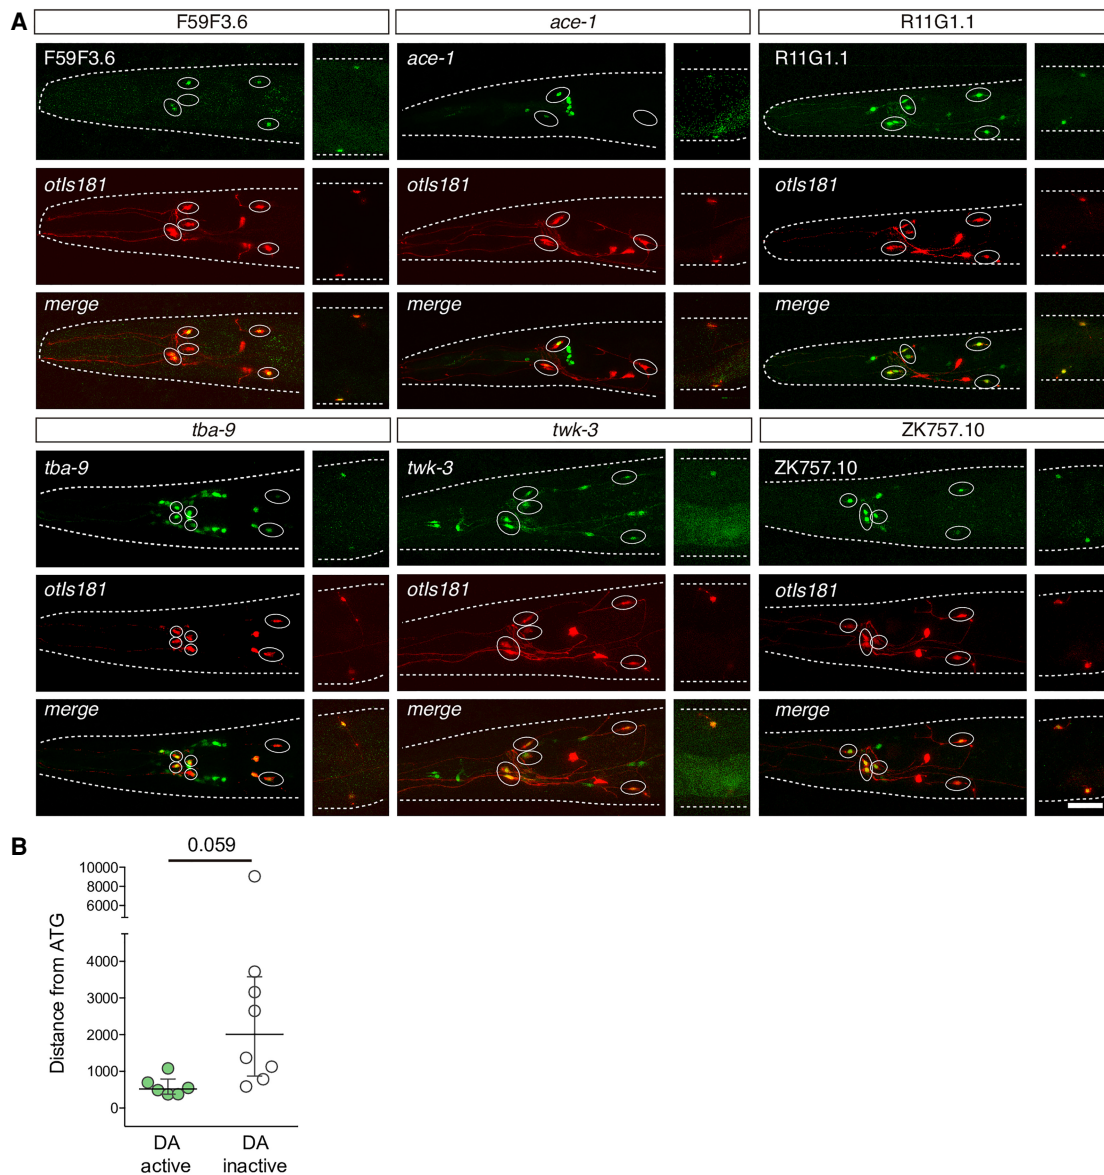 A
F59F3.6
ace-1
R11G1.1
F59F3.6
ace-1
R11G1.1
otIs181
otIs181
otIs181
merge
merge
merge
tba-9
twk-3
ZK757.10
tba-9
twk-3
ZK757.10
otIs181
otIs181
otIs181
merge
merge
merge
B
0.059
10000
8000
6000
4000
3000
2000
1000
0
Distance from ATG
DA
active
DA
inactive